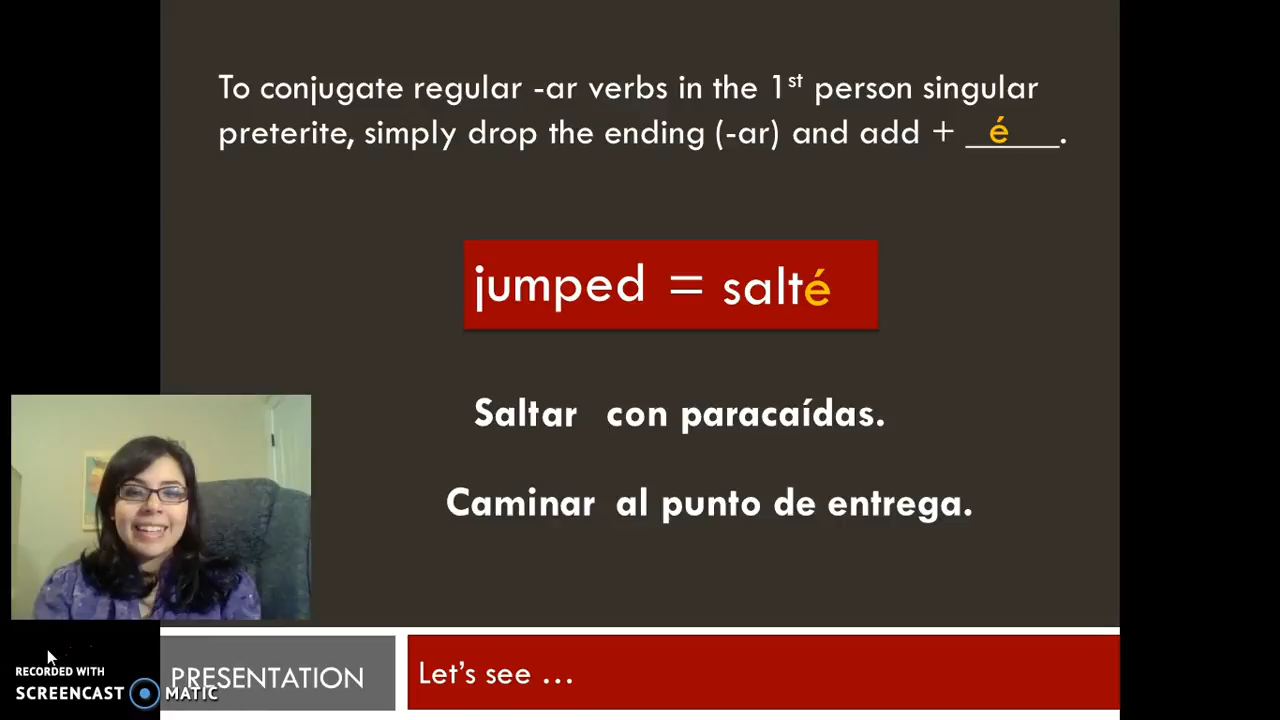 To conjugate regular -ar verbs in the 1st person singular
preterite, simply drop the ending (-ar) and add + __é__.
jumped = salté
Saltar con paracaídas.
Caminar al punto de entrega.
RECORDED WITH
SCREENCAST MATIC
PRESENTATION
Let's see ...